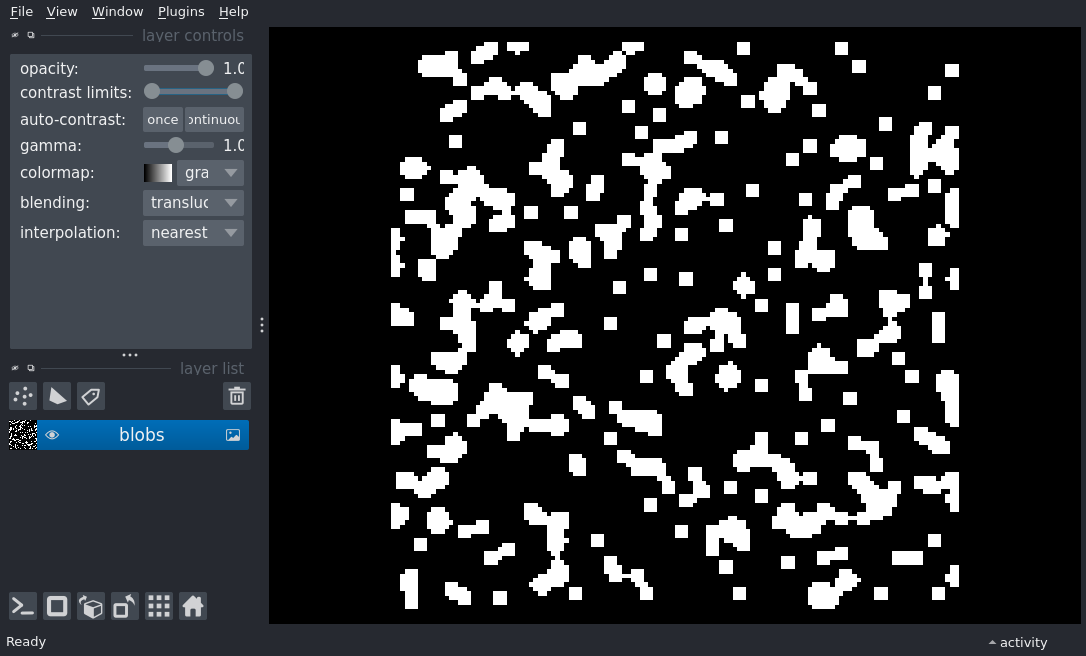 File View Window Plugins Help
layer controls
opacity: 1.0
contrast limits:
auto-contrast: once ontinuou
gamma: 1.0
colormap: gra
blending: transluc
interpolation: nearest
layer list
blobs
Ready
activity